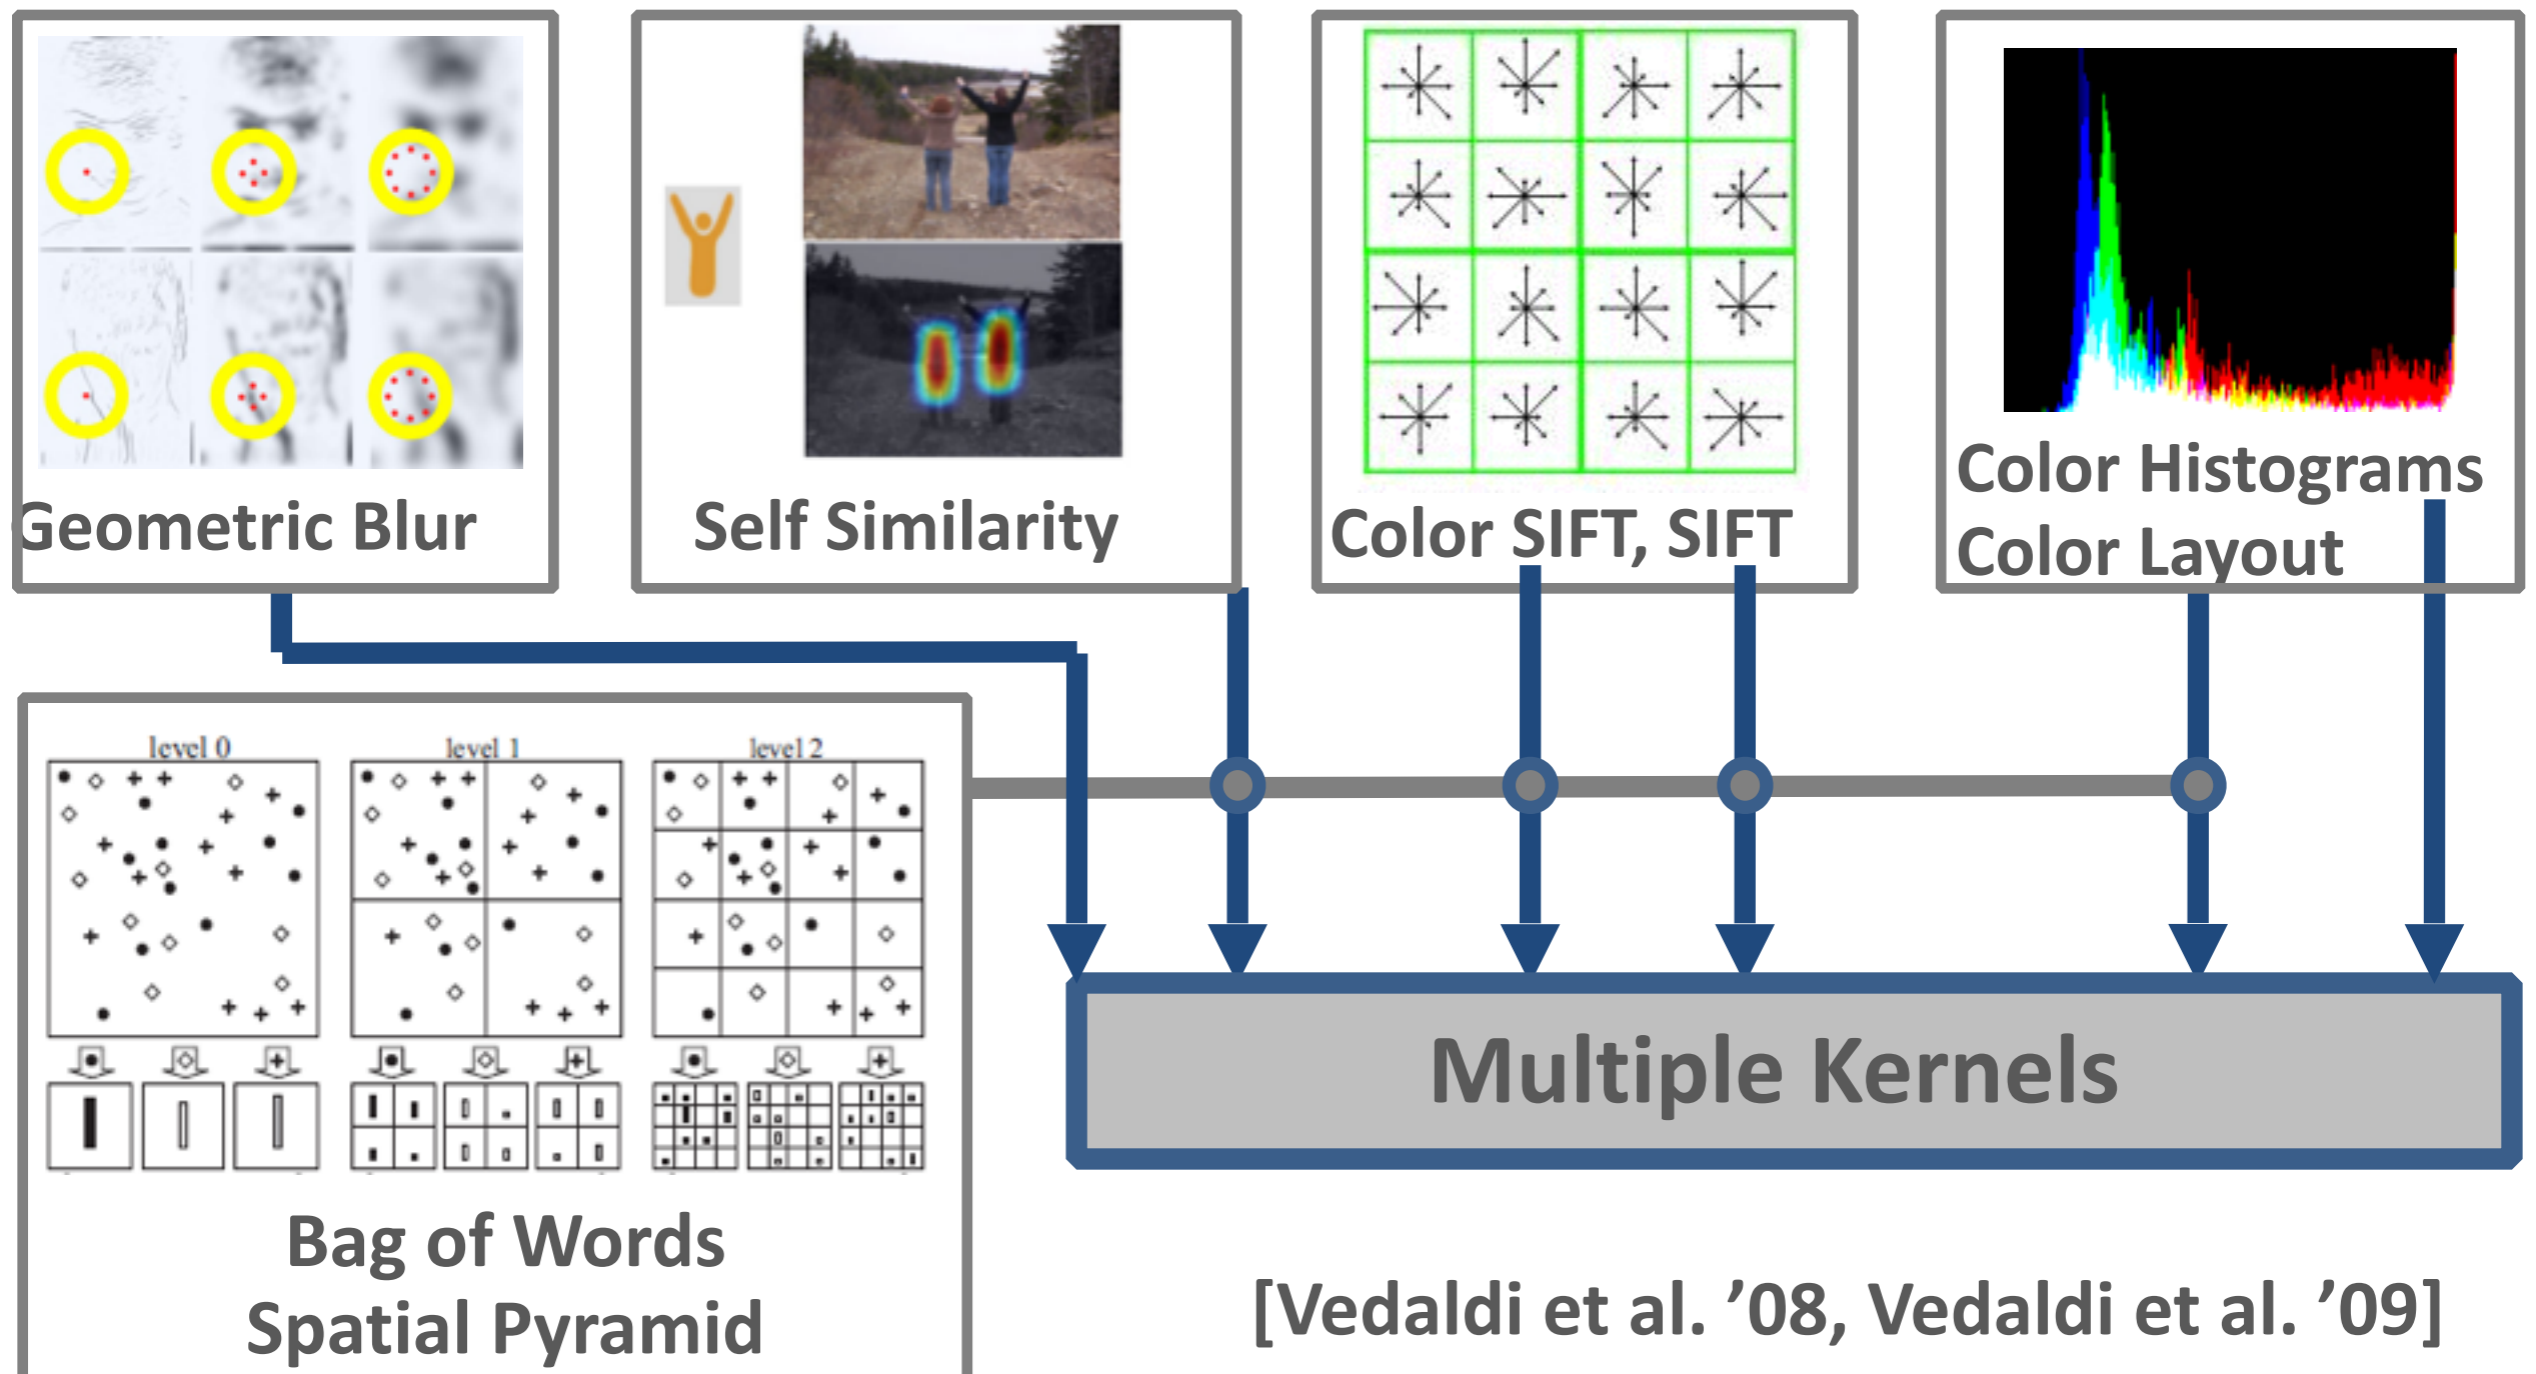 Geometric Blur
Self Similarity
Color SIFT, SIFT
Color Histograms
Color Layout
level 0
level 1
level 2
Bag of Words
Spatial Pyramid
Multiple Kernels
[Vedaldi et al. ’08, Vedaldi et al. ’09]